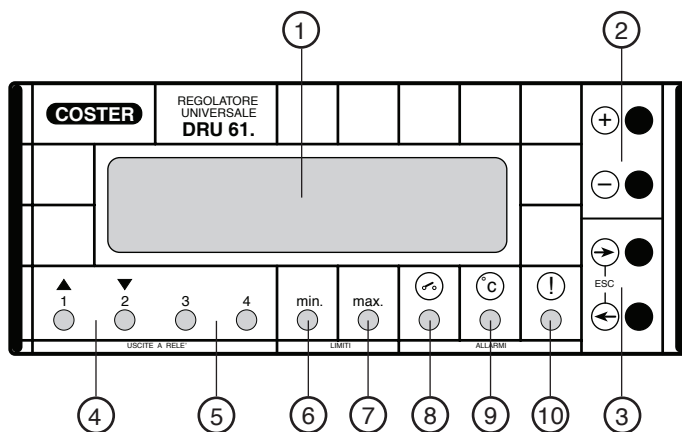 1 2
COSTER
REGOLATORE
UNIVERSALE
DRU 61.
+
−
ESC
1 2 3 4 min. max. °C !
USCITE A RELE' LIMITI ALLARMI
4 5 6 7 8 9 10 3